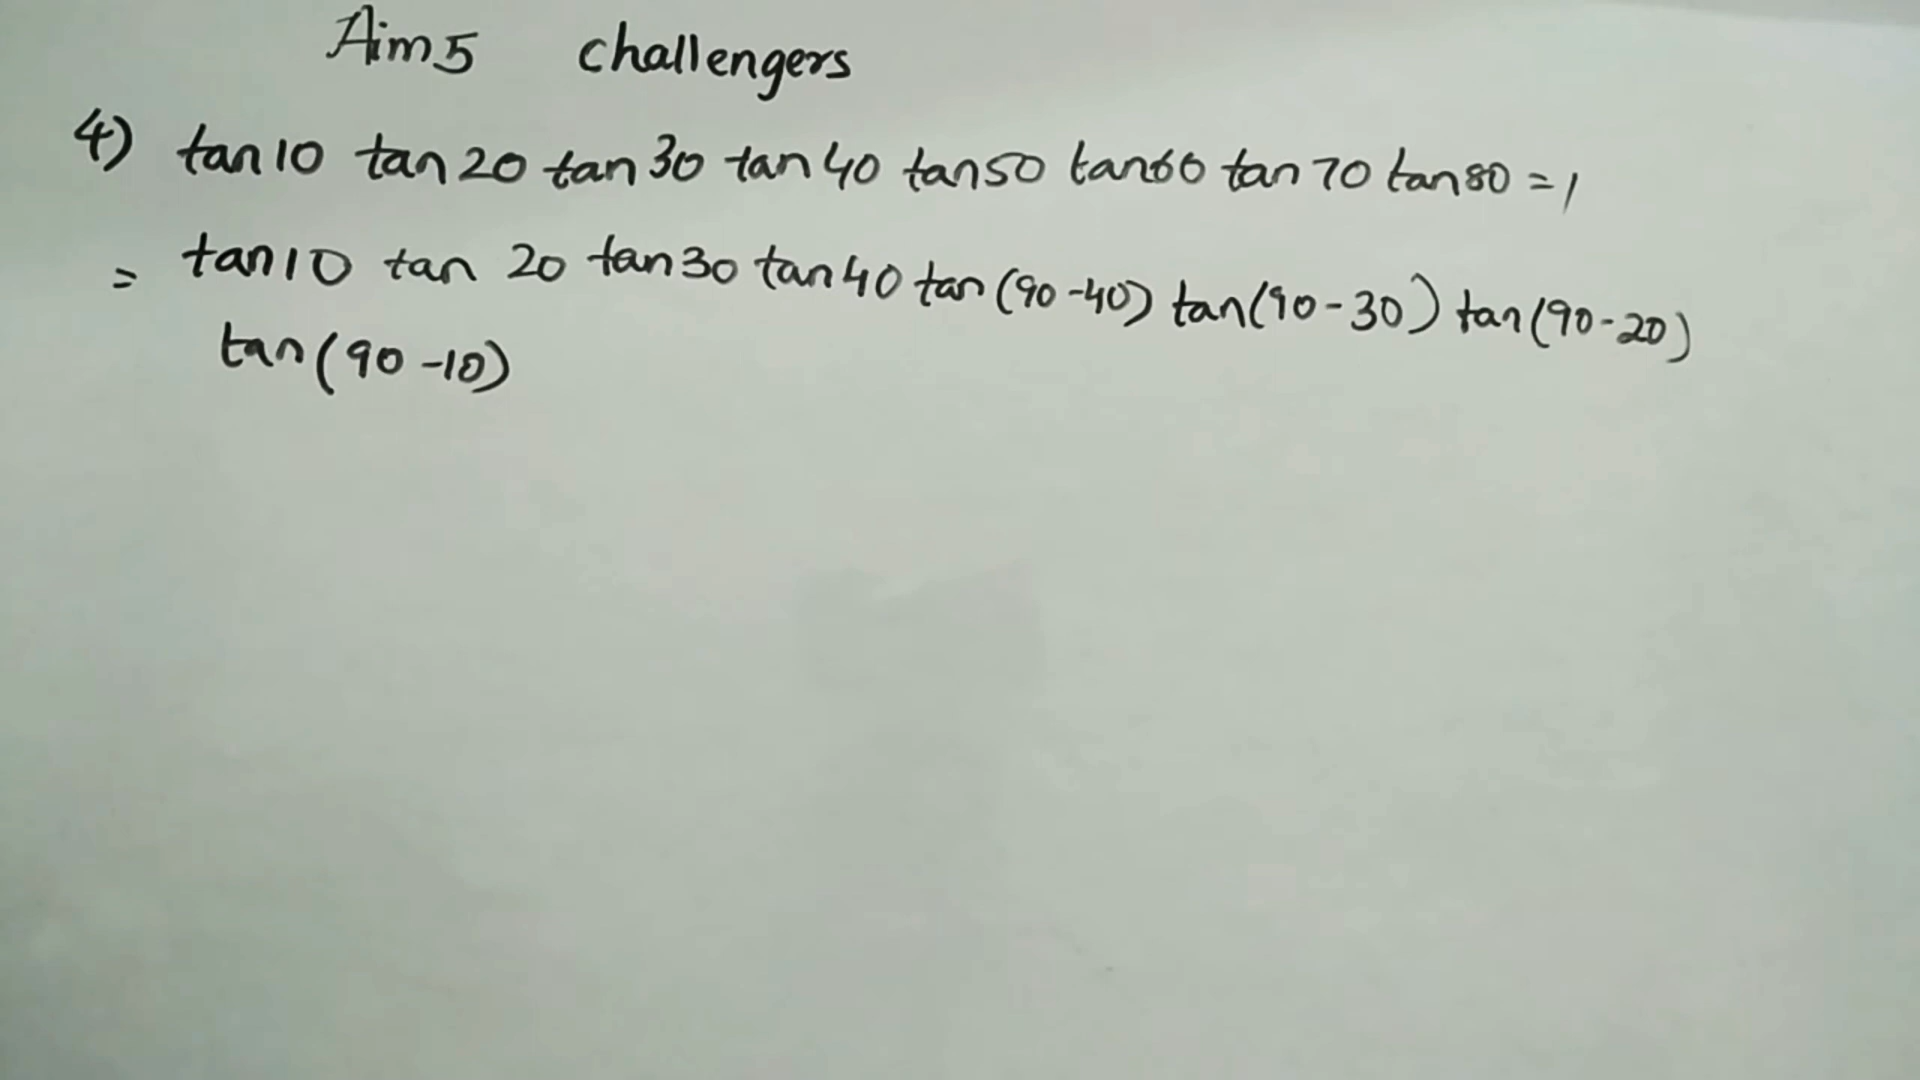 Aim5 challengers
4) tan10 tan20 tan30 tan40 tan50 tan60 tan70 tan80 = 1
= tan10 tan 20 tan30 tan40 tan(90-40) tan(90-30) tan(90-20)
tan(90-10)